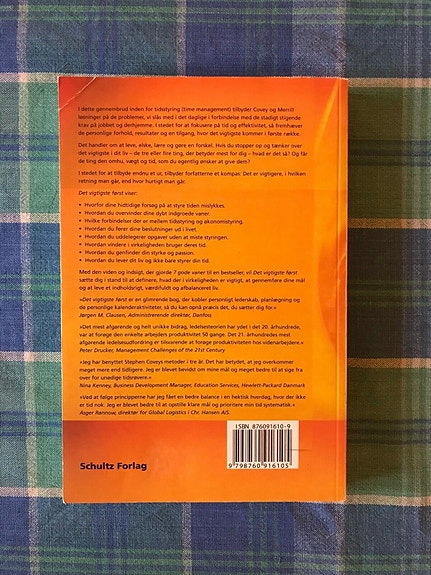 I dette gennembrud inden for tidsstyring (time management) tilbyder Covey og Merrill
løsninger på de problemer, vi slås med i det daglige i forbindelse med de stadigt stigende
krav på jobbet og derhjemme. I stedet for at fokusere på tid og effektivitet, så fremhæver
de personlige forhold, resultater og en tilgang, hvor det vigtigste kommer i første række.
Det handler om at leve, elske, lære og gøre en forskel. Hvis du stopper op og tænker over
det vigtigste i dit liv – de tre eller fire ting, der betyder mest for dig – hvad er det så? Og får
de ting den omhu, vægt og tid, som du egentlig ønsker at give dem?
I stedet for at tilbyde endnu et ur, tilbyder forfatterne et kompas: Det er vigtigere, i hvilken
retning man går, end hvor hurtigt man går.
Det vigtigste først viser:
• Hvorfor dine hidtidige forsøg på at styre tiden mislykkes.
• Hvordan du overvinder dine dybt indgroede vaner.
• Hvilke forbindelser der er mellem tidsstyring og økonomistyring.
• Hvordan du fører dine beslutninger ud i livet.
• Hvordan du uddelegerer opgaver uden at miste styringen.
• Hvordan vindere i virkeligheden bruger deres tid.
• Hvordan du genfinder din styrke og passion.
• Hvordan du lever dit liv og ikke bare styrer din tid.
Med den viden og indsigt, der gjorde 7 gode vaner til en bestseller, vil Det vigtigste først
sætte dig i stand til at definere, hvad der i virkeligheden er vigtigt, at gennemføre dine mål
og at leve et indholdsrigt, værdifuldt og afbalanceret liv.
»Det vigtigste først er en glimrende bog, der kobler personligt lederskab, planlægning og
de personlige kalenderaktiviteter, så du kan opnå præcis det, du sætter dig for.«
Jørgen M. Clausen, Administrerende direktør, Danfoss
»Det mest afgørende og helt unikke bidrag, ledelsesteorien har ydet i det 20. århundrede,
var at forøge den enkelte arbejders produktivitet 50 gange. Det 21. århundredes mest
afgørende ledelsesudfordring er tilsvarende at forøge produktiviteten hos vidensarbejdere.«
Peter Drucker, Management Challenges of the 21st Century
»Jeg har benyttet Stephen Coveys metoder i tre år. Det har betydet, at jeg overkommer
meget mere end tidligere. Jeg er blevet bevidst om mine mål og meget bedre til at sige fra
over for unødige tidsrøvere.«
Nina Kenney, Business Development Manager, Education Services, Hewlett-Packard Danmark
»Ved at følge principperne har jeg fået en bedre balance i en hektisk hverdag, hvor der ikke
er tid nok. Jeg er blevet bedre til at opstille klare mål og prioritere min tid systematisk.«
Asger Rønnow, direktør for Global Logistics i Chr. Hansen A/S.
ISBN 876091610-9
Schultz Forlag
9 798760 916105